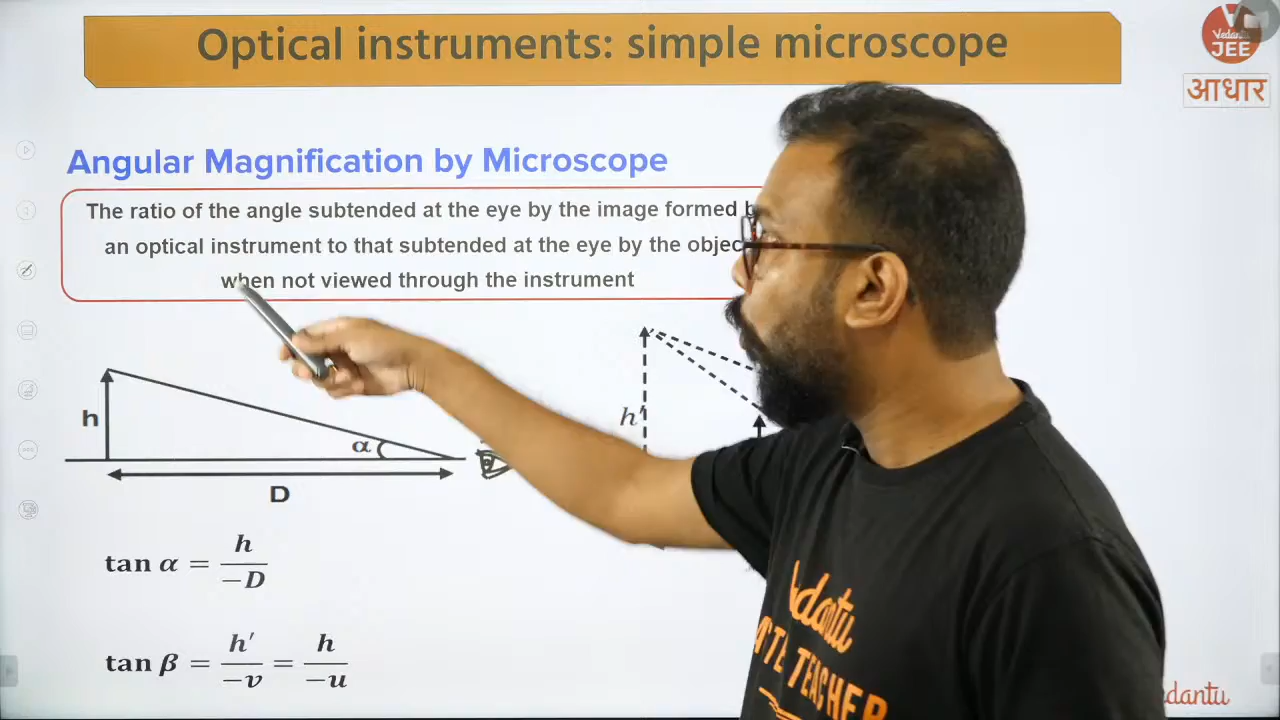 Optical instruments: simple microscope
Vedantu
JEE
आधार
Angular Magnification by Microscope
The ratio of the angle subtended at the eye by the image formed
an optical instrument to that subtended at the eye by the
when not viewed through the instrument
h
α
D
h'
tan α = h / -D
tan β = h' / -v = h / -u
Vedantu
TEACHER